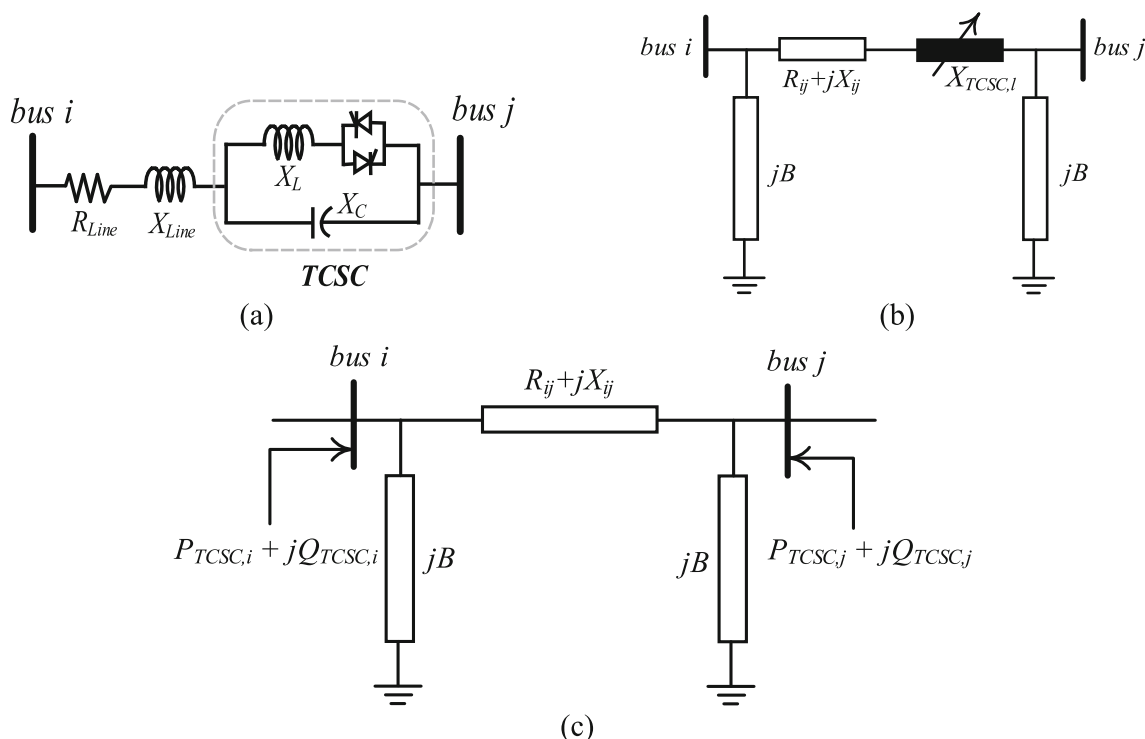 bus i
R_Line
X_Line
X_L
X_C
TCSC
bus j
(a)
bus i
R_ij+jX_ij
X_TCSC,l
bus j
jB
jB
(b)
bus i
R_ij+jX_ij
bus j
P_TCSC,i + jQ_TCSC,i
jB
jB
P_TCSC,j + jQ_TCSC,j
(c)